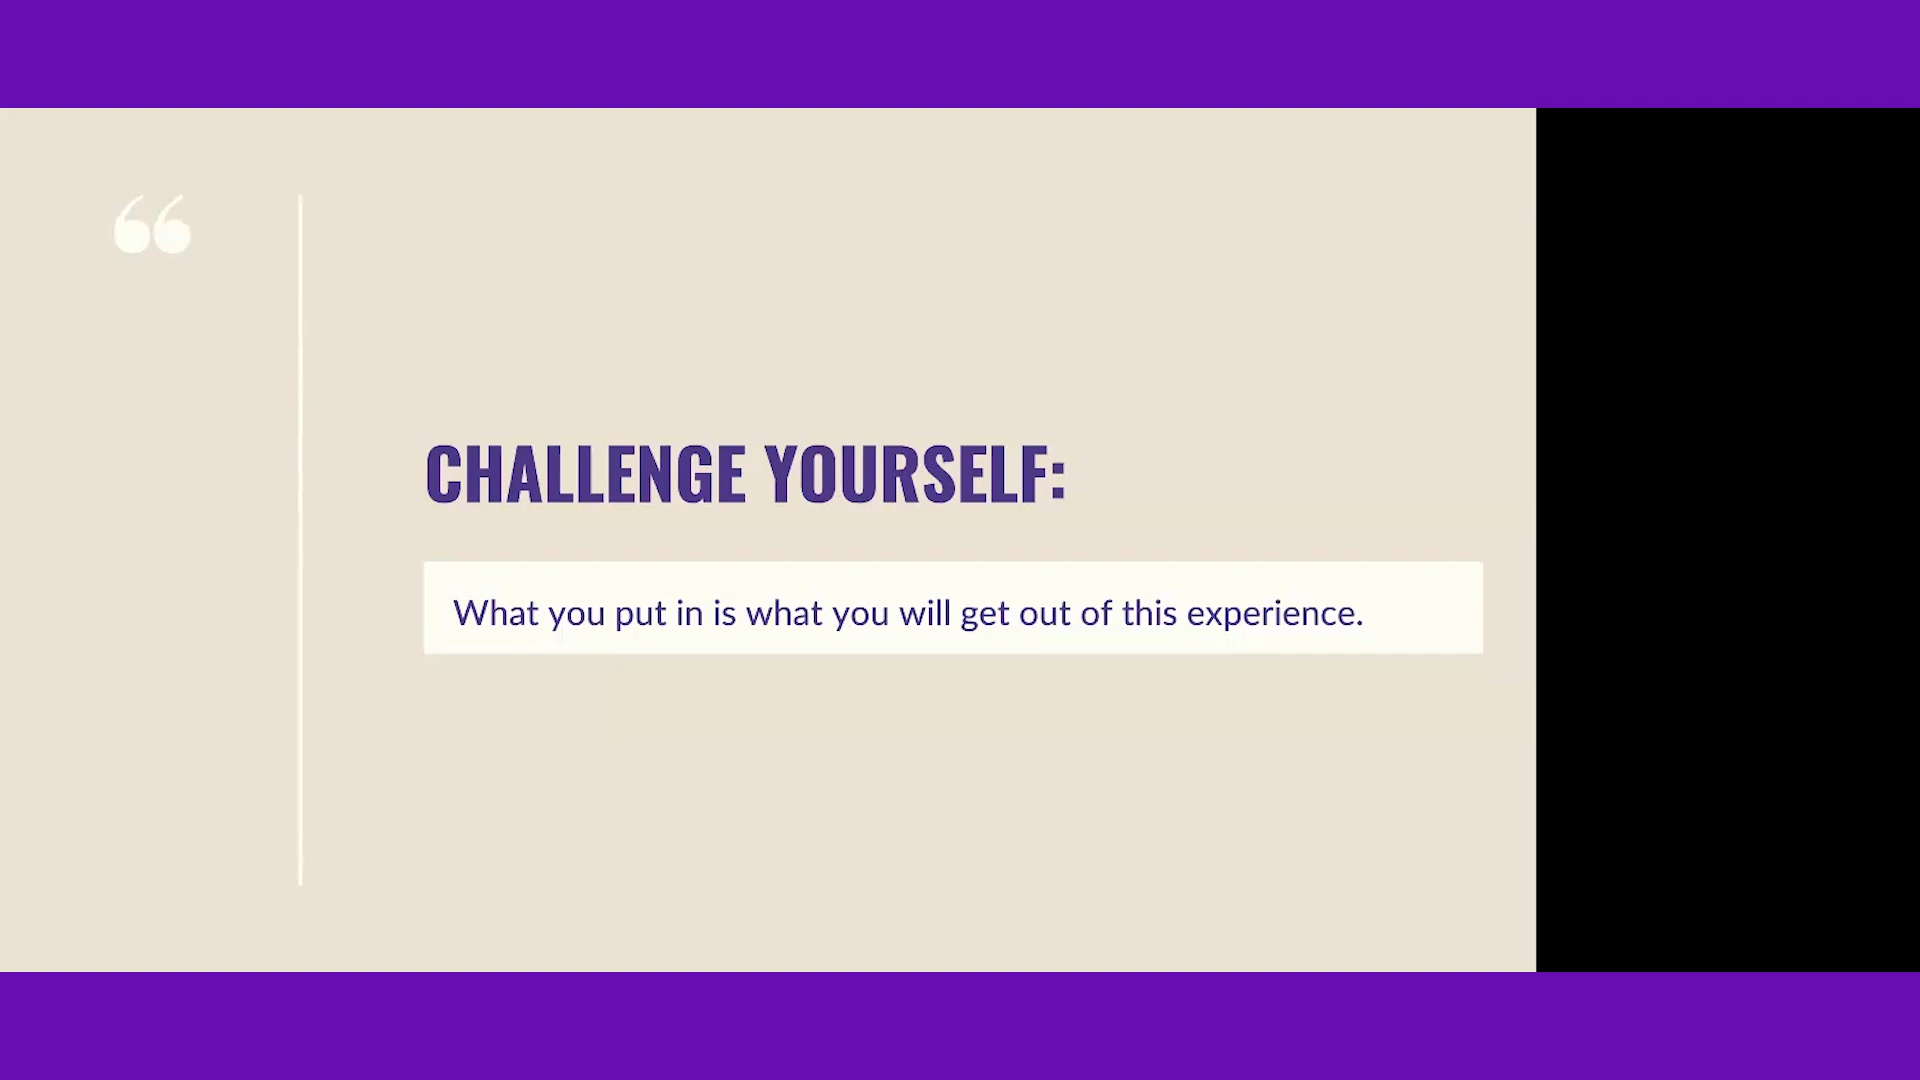 “
CHALLENGE YOURSELF:
What you put in is what you will get out of this experience.